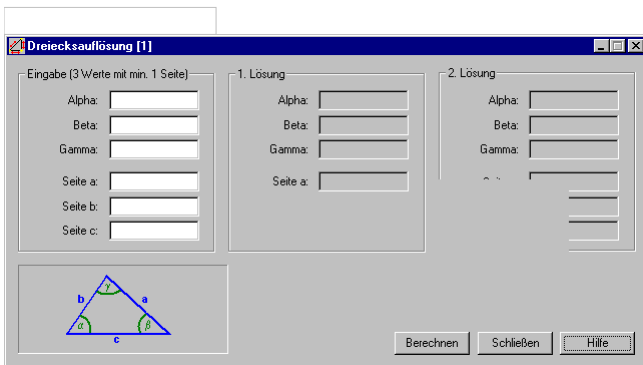 Dreiecksauflösung [1]
Eingabe (3 Werte mit min. 1 Seite)
Alpha:
Beta:
Gamma:
Seite a:
Seite b:
Seite c:
1. Lösung
Alpha:
Beta:
Gamma:
Seite a:
2. Lösung
Alpha:
Beta:
Gamma:
γ
b
a
α
β
c
Berechnen
Schließen
Hilfe